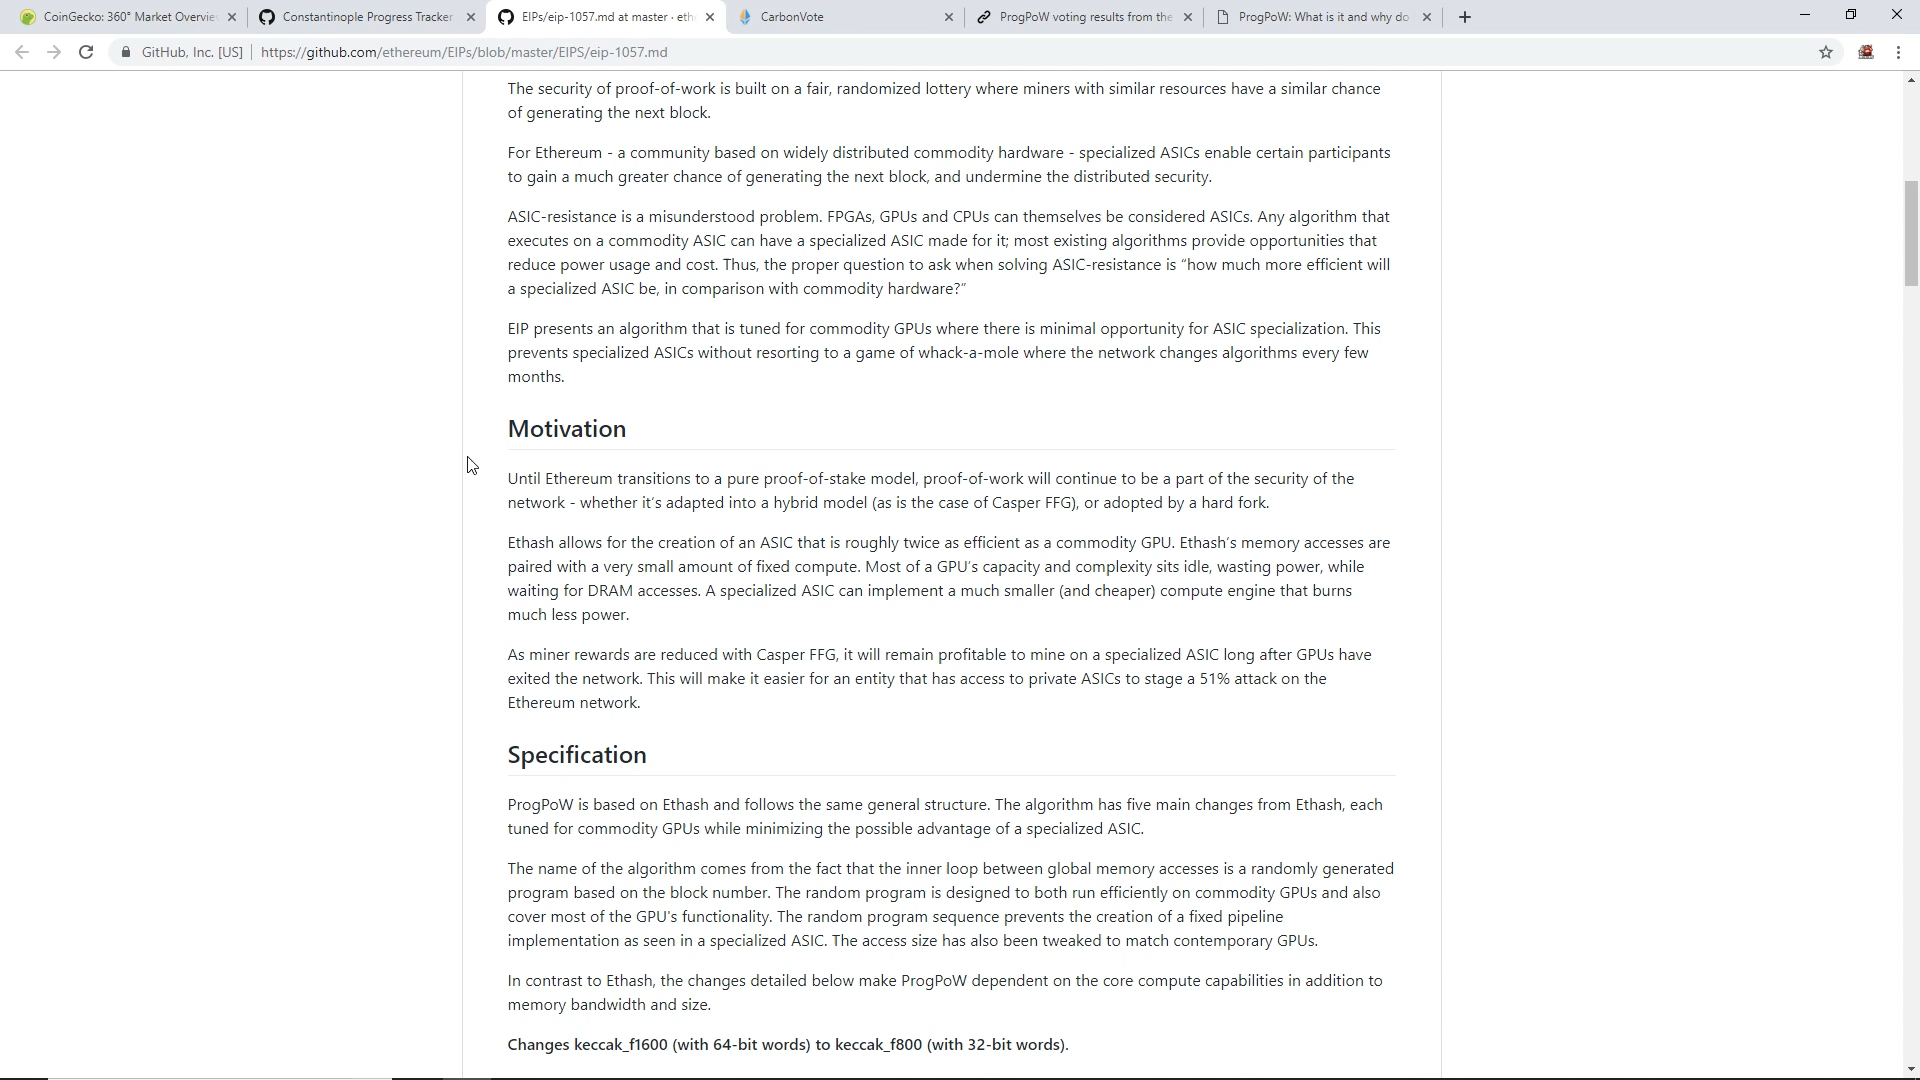 CoinGecko: 360° Market Overvie
Constantinople Progress Tracker
EIPs/eip-1057.md at master · eth
CarbonVote
ProgPoW voting results from the
ProgPoW: What is it and why do
GitHub, Inc. [US]
https://github.com/ethereum/EIPs/blob/master/EIPS/eip-1057.md
The security of proof-of-work is built on a fair, randomized lottery where miners with similar resources have a similar chance
of generating the next block.
For Ethereum - a community based on widely distributed commodity hardware - specialized ASICs enable certain participants
to gain a much greater chance of generating the next block, and undermine the distributed security.
ASIC-resistance is a misunderstood problem. FPGAs, GPUs and CPUs can themselves be considered ASICs. Any algorithm that
executes on a commodity ASIC can have a specialized ASIC made for it; most existing algorithms provide opportunities that
reduce power usage and cost. Thus, the proper question to ask when solving ASIC-resistance is “how much more efficient will
a specialized ASIC be, in comparison with commodity hardware?”
EIP presents an algorithm that is tuned for commodity GPUs where there is minimal opportunity for ASIC specialization. This
prevents specialized ASICs without resorting to a game of whack-a-mole where the network changes algorithms every few
months.
Motivation
Until Ethereum transitions to a pure proof-of-stake model, proof-of-work will continue to be a part of the security of the
network - whether it’s adapted into a hybrid model (as is the case of Casper FFG), or adopted by a hard fork.
Ethash allows for the creation of an ASIC that is roughly twice as efficient as a commodity GPU. Ethash’s memory accesses are
paired with a very small amount of fixed compute. Most of a GPU’s capacity and complexity sits idle, wasting power, while
waiting for DRAM accesses. A specialized ASIC can implement a much smaller (and cheaper) compute engine that burns
much less power.
As miner rewards are reduced with Casper FFG, it will remain profitable to mine on a specialized ASIC long after GPUs have
exited the network. This will make it easier for an entity that has access to private ASICs to stage a 51% attack on the
Ethereum network.
Specification
ProgPoW is based on Ethash and follows the same general structure. The algorithm has five main changes from Ethash, each
tuned for commodity GPUs while minimizing the possible advantage of a specialized ASIC.
The name of the algorithm comes from the fact that the inner loop between global memory accesses is a randomly generated
program based on the block number. The random program is designed to both run efficiently on commodity GPUs and also
cover most of the GPU's functionality. The random program sequence prevents the creation of a fixed pipeline
implementation as seen in a specialized ASIC. The access size has also been tweaked to match contemporary GPUs.
In contrast to Ethash, the changes detailed below make ProgPoW dependent on the core compute capabilities in addition to
memory bandwidth and size.
Changes keccak_f1600 (with 64-bit words) to keccak_f800 (with 32-bit words).